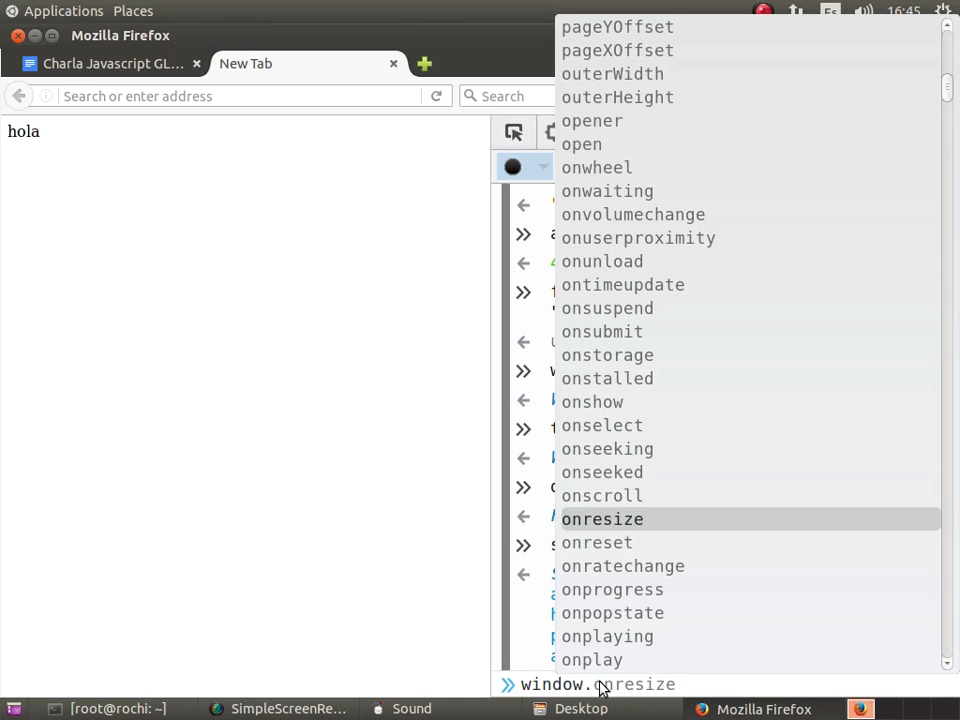 Applications Places Es 16:45
Mozilla Firefox
Charla Javascript GL...
New Tab
Search or enter address
Search
hola
pageYOffset
pageXOffset
outerWidth
outerHeight
opener
open
onwheel
onwaiting
onvolumechange
onuserproximity
onunload
ontimeupdate
onsuspend
onsubmit
onstorage
onstalled
onshow
onselect
onseeking
onseeked
onscroll
onresize
onreset
onratechange
onprogress
onpopstate
onplaying
onplay
window.onresize
[root@rochi: ~]
SimpleScreenRe...
Sound
Desktop
Mozilla Firefox